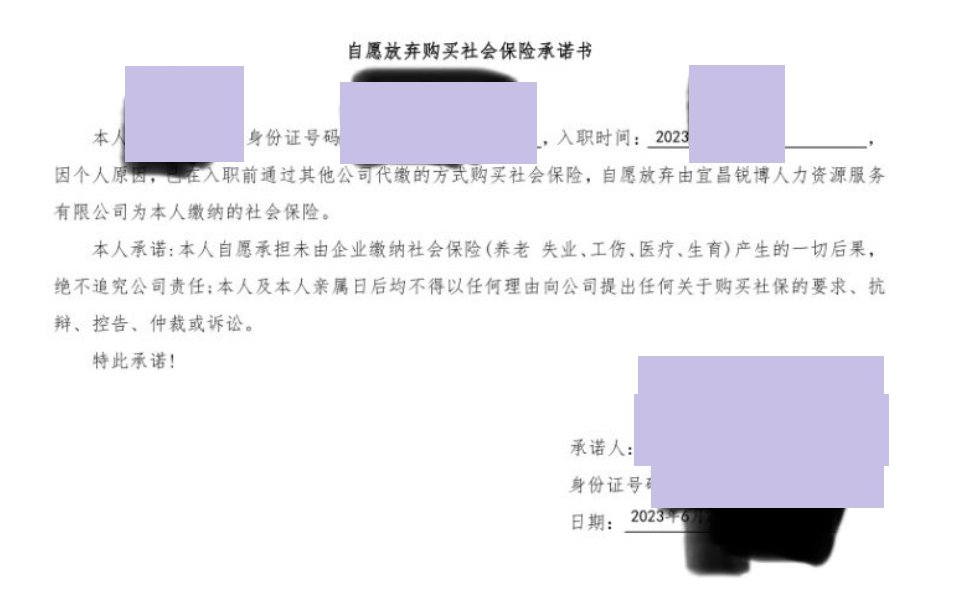 自愿放弃购买社会保险承诺书
本人 身份证号码 ，入职时间：2023 ，
因个人原因，已在入职前通过其他公司代缴的方式购买社会保险，自愿放弃由宜昌锐博人力资源服务
有限公司为本人缴纳的社会保险。
本人承诺:本人自愿承担未由企业缴纳社会保险(养老 失业、工伤、医疗、生育)产生的一切后果，
绝不追究公司责任;本人及本人亲属日后均不得以任何理由向公司提出任何关于购买社保的要求、抗
辩、控告、仲裁或诉讼。
特此承诺!
承诺人:
身份证号
日期：2023年6